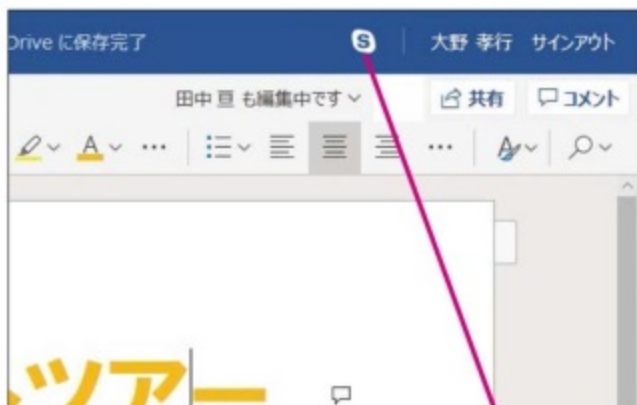 Drive に保存完了
S
大野 孝行 サインアウト
田中 亘 も編集中です
共有 コメント
A ... ... A
ツアー